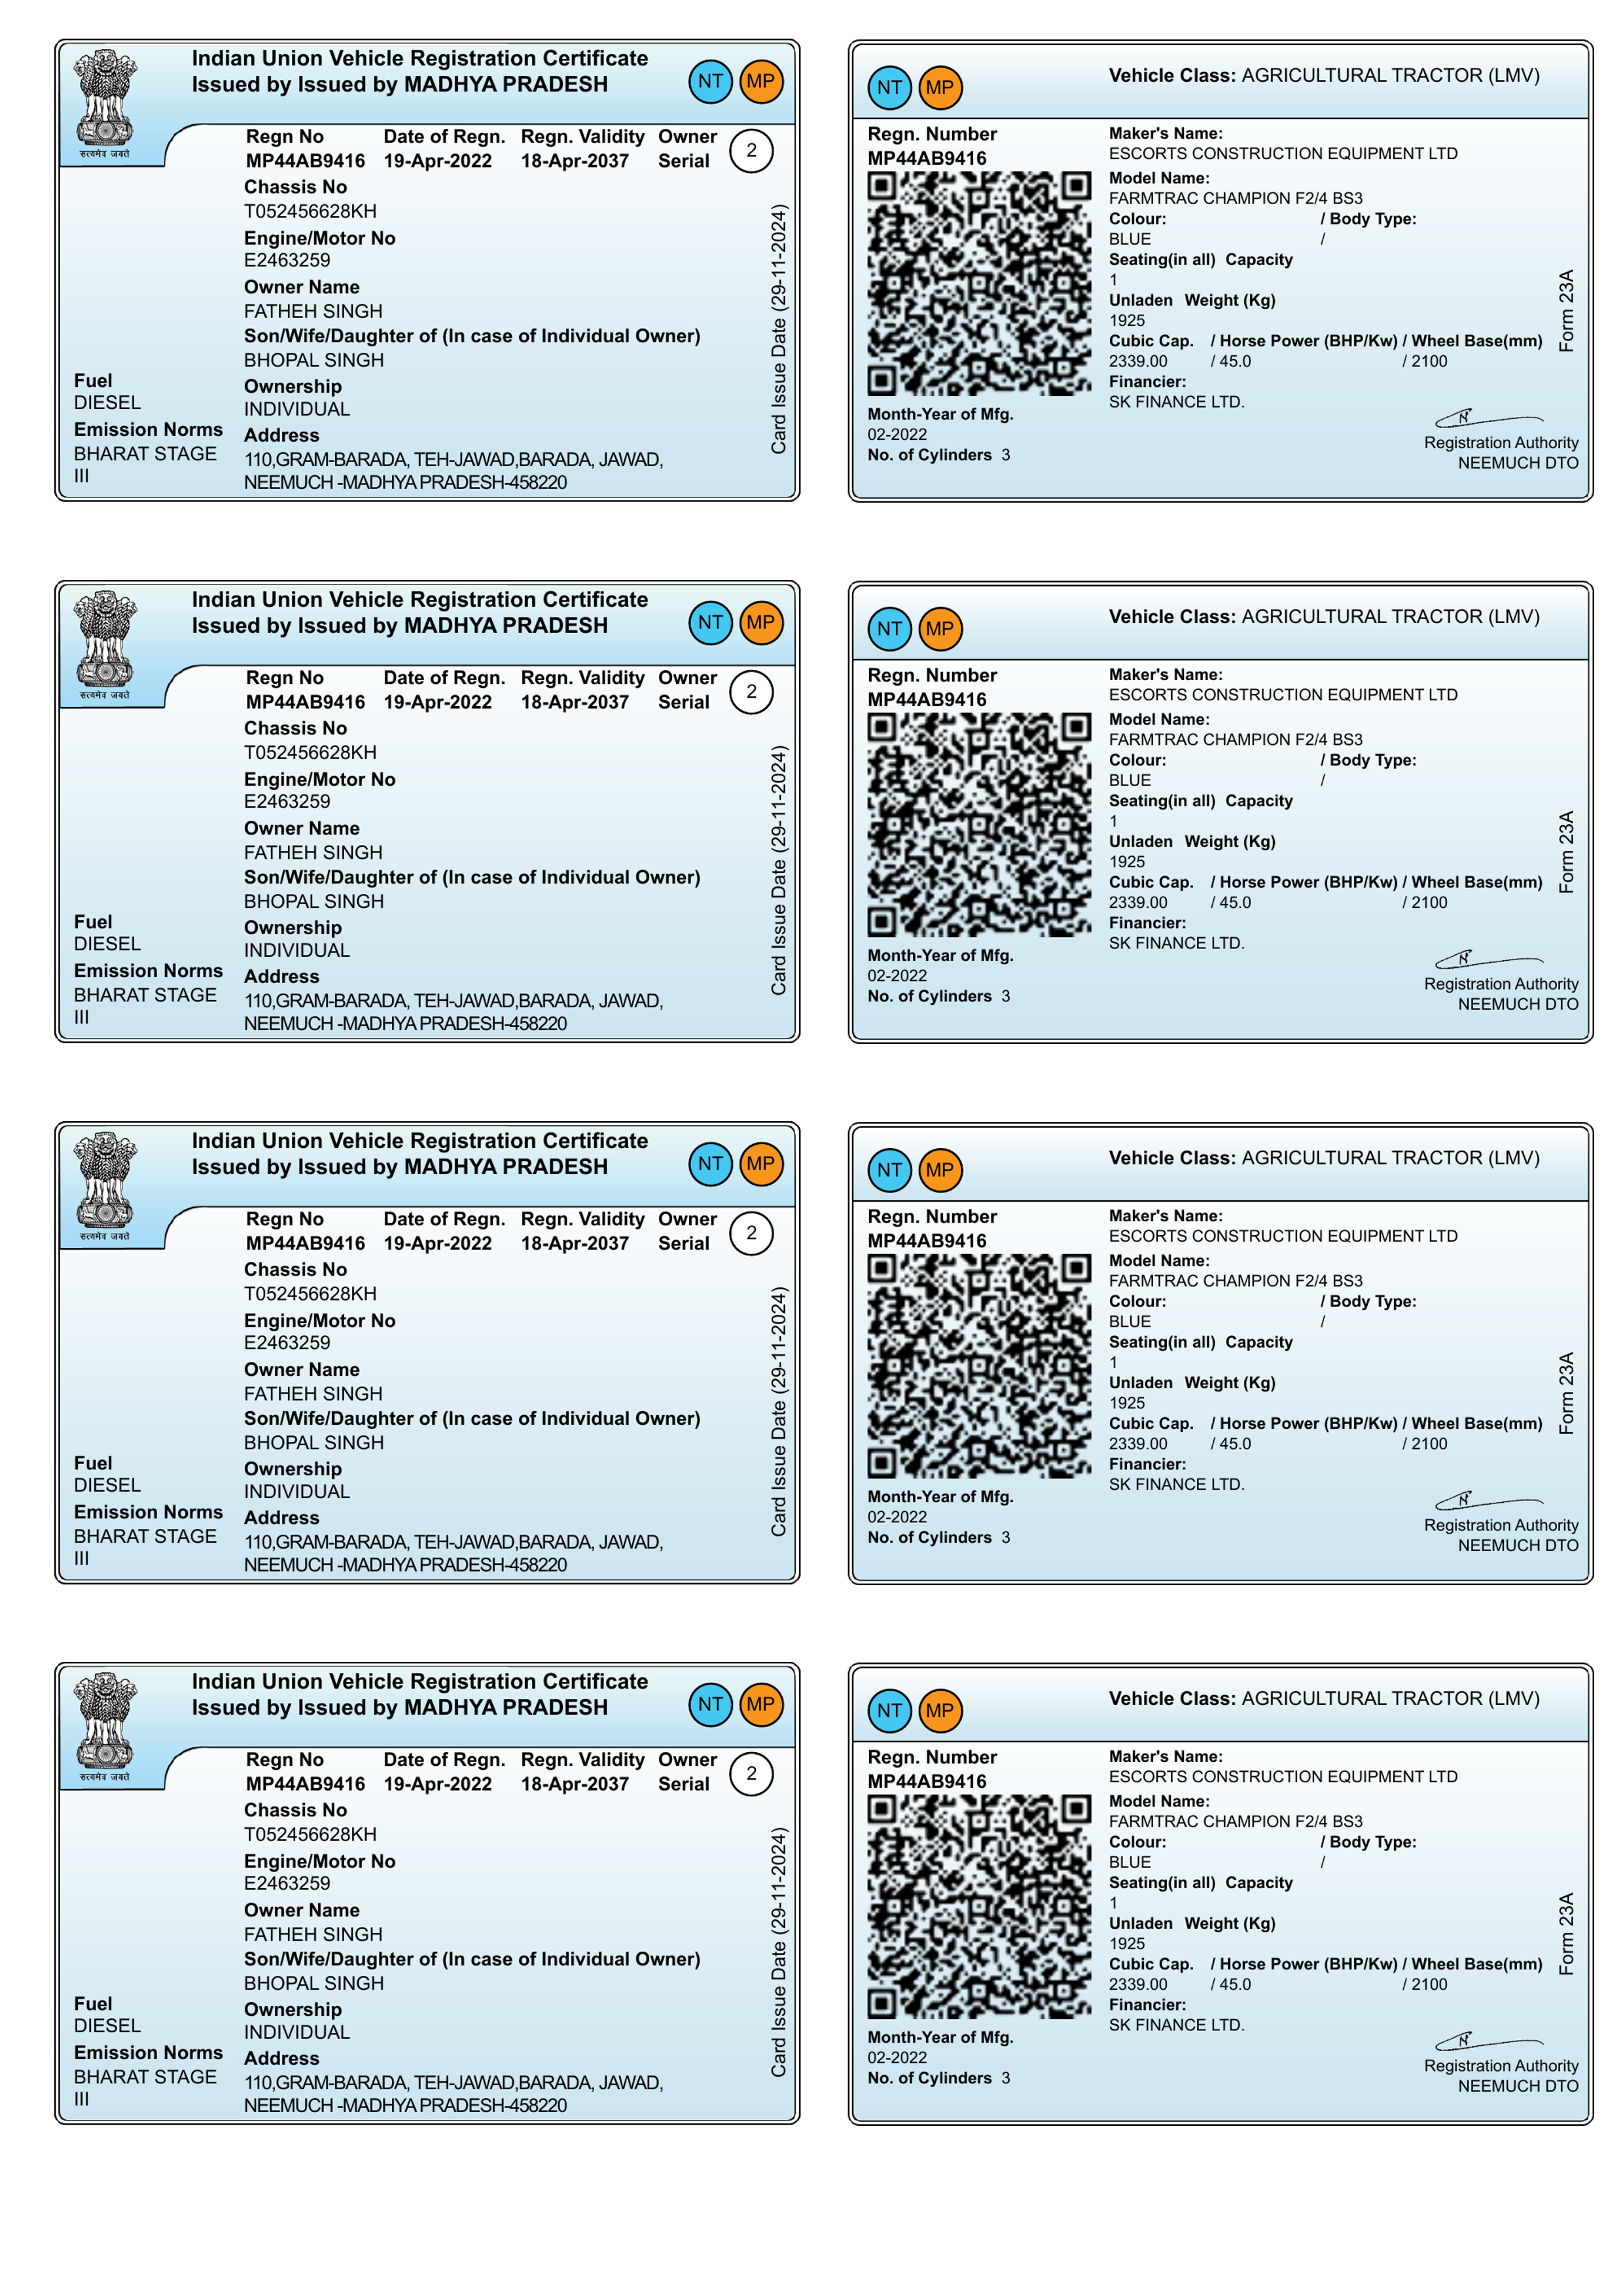 Indian Union Vehicle Registration Certificate
Issued by Issued by MADHYA PRADESH
NT MP
सत्यमेव जयते
Regn No Date of Regn. Regn. Validity Owner
MP44AB9416 19-Apr-2022 18-Apr-2037 Serial 2
Chassis No
T052456628KH
Engine/Motor No
E2463259
Owner Name
FATHEH SINGH
Son/Wife/Daughter of (In case of Individual Owner)
BHOPAL SINGH
Fuel
DIESEL
Emission Norms
BHARAT STAGE
III
Ownership
INDIVIDUAL
Address
110,GRAM-BARADA, TEH-JAWAD,BARADA, JAWAD,
NEEMUCH -MADHYA PRADESH-458220
Card Issue Date (29-11-2024)
NT MP
Vehicle Class: AGRICULTURAL TRACTOR (LMV)
Regn. Number
MP44AB9416
Month-Year of Mfg.
02-2022
No. of Cylinders 3
Maker's Name:
ESCORTS CONSTRUCTION EQUIPMENT LTD
Model Name:
FARMTRAC CHAMPION F2/4 BS3
Colour: / Body Type:
BLUE /
Seating(in all) Capacity
1
Unladen Weight (Kg)
1925
Cubic Cap. / Horse Power (BHP/Kw) / Wheel Base(mm)
2339.00 / 45.0 / 2100
Financier:
SK FINANCE LTD.
Registration Authority
NEEMUCH DTO
Form 23A
Indian Union Vehicle Registration Certificate
Issued by Issued by MADHYA PRADESH
NT MP
सत्यमेव जयते
Regn No Date of Regn. Regn. Validity Owner
MP44AB9416 19-Apr-2022 18-Apr-2037 Serial 2
Chassis No
T052456628KH
Engine/Motor No
E2463259
Owner Name
FATHEH SINGH
Son/Wife/Daughter of (In case of Individual Owner)
BHOPAL SINGH
Fuel
DIESEL
Emission Norms
BHARAT STAGE
III
Ownership
INDIVIDUAL
Address
110,GRAM-BARADA, TEH-JAWAD,BARADA, JAWAD,
NEEMUCH -MADHYA PRADESH-458220
Card Issue Date (29-11-2024)
NT MP
Vehicle Class: AGRICULTURAL TRACTOR (LMV)
Regn. Number
MP44AB9416
Month-Year of Mfg.
02-2022
No. of Cylinders 3
Maker's Name:
ESCORTS CONSTRUCTION EQUIPMENT LTD
Model Name:
FARMTRAC CHAMPION F2/4 BS3
Colour: / Body Type:
BLUE /
Seating(in all) Capacity
1
Unladen Weight (Kg)
1925
Cubic Cap. / Horse Power (BHP/Kw) / Wheel Base(mm)
2339.00 / 45.0 / 2100
Financier:
SK FINANCE LTD.
Registration Authority
NEEMUCH DTO
Form 23A
Indian Union Vehicle Registration Certificate
Issued by Issued by MADHYA PRADESH
NT MP
सत्यमेव जयते
Regn No Date of Regn. Regn. Validity Owner
MP44AB9416 19-Apr-2022 18-Apr-2037 Serial 2
Chassis No
T052456628KH
Engine/Motor No
E2463259
Owner Name
FATHEH SINGH
Son/Wife/Daughter of (In case of Individual Owner)
BHOPAL SINGH
Fuel
DIESEL
Emission Norms
BHARAT STAGE
III
Ownership
INDIVIDUAL
Address
110,GRAM-BARADA, TEH-JAWAD,BARADA, JAWAD,
NEEMUCH -MADHYA PRADESH-458220
Card Issue Date (29-11-2024)
NT MP
Vehicle Class: AGRICULTURAL TRACTOR (LMV)
Regn. Number
MP44AB9416
Month-Year of Mfg.
02-2022
No. of Cylinders 3
Maker's Name:
ESCORTS CONSTRUCTION EQUIPMENT LTD
Model Name:
FARMTRAC CHAMPION F2/4 BS3
Colour: / Body Type:
BLUE /
Seating(in all) Capacity
1
Unladen Weight (Kg)
1925
Cubic Cap. / Horse Power (BHP/Kw) / Wheel Base(mm)
2339.00 / 45.0 / 2100
Financier:
SK FINANCE LTD.
Registration Authority
NEEMUCH DTO
Form 23A
Indian Union Vehicle Registration Certificate
Issued by Issued by MADHYA PRADESH
NT MP
सत्यमेव जयते
Regn No Date of Regn. Regn. Validity Owner
MP44AB9416 19-Apr-2022 18-Apr-2037 Serial 2
Chassis No
T052456628KH
Engine/Motor No
E2463259
Owner Name
FATHEH SINGH
Son/Wife/Daughter of (In case of Individual Owner)
BHOPAL SINGH
Fuel
DIESEL
Emission Norms
BHARAT STAGE
III
Ownership
INDIVIDUAL
Address
110,GRAM-BARADA, TEH-JAWAD,BARADA, JAWAD,
NEEMUCH -MADHYA PRADESH-458220
Card Issue Date (29-11-2024)
NT MP
Vehicle Class: AGRICULTURAL TRACTOR (LMV)
Regn. Number
MP44AB9416
Month-Year of Mfg.
02-2022
No. of Cylinders 3
Maker's Name:
ESCORTS CONSTRUCTION EQUIPMENT LTD
Model Name:
FARMTRAC CHAMPION F2/4 BS3
Colour: / Body Type:
BLUE /
Seating(in all) Capacity
1
Unladen Weight (Kg)
1925
Cubic Cap. / Horse Power (BHP/Kw) / Wheel Base(mm)
2339.00 / 45.0 / 2100
Financier:
SK FINANCE LTD.
Registration Authority
NEEMUCH DTO
Form 23A